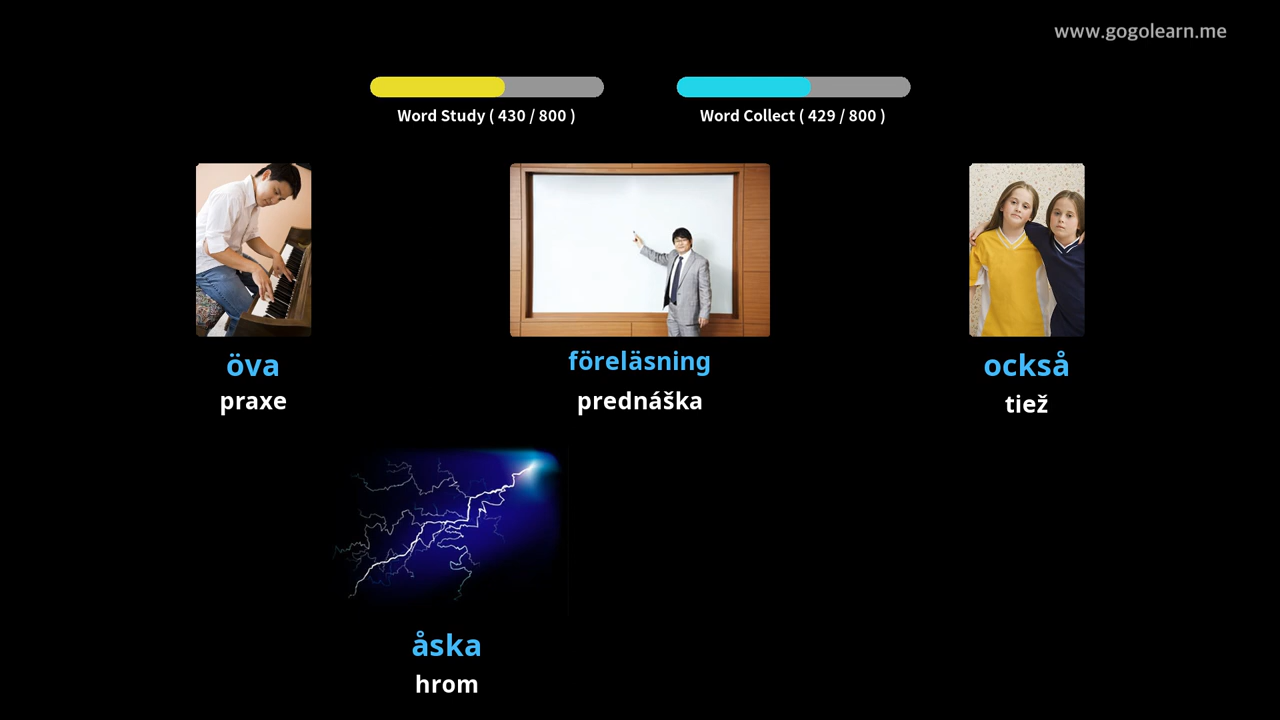 www.gogolearn.me
Word Study ( 430 / 800 )
Word Collect ( 429 / 800 )
öva
praxe
föreläsning
prednáška
också
tiež
åska
hrom